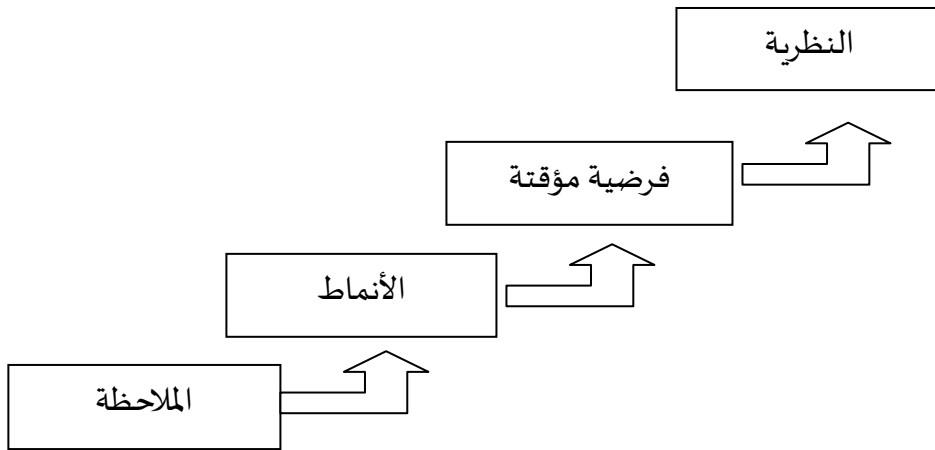 النظرية
فرضية مؤقتة
الأنماط
الملاحظة